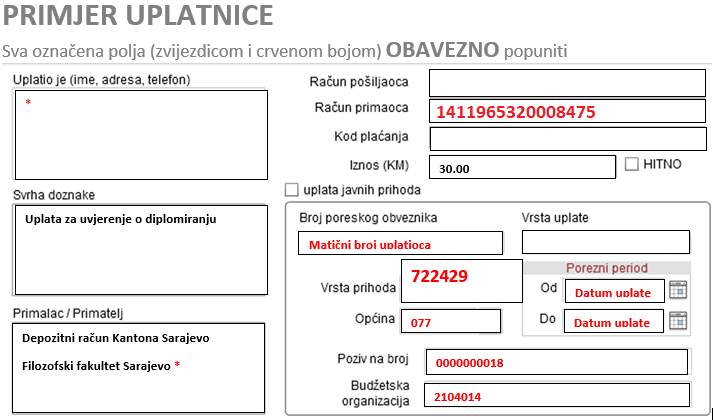 PRIMJER UPLATNICE
Sva označena polja (zvijezdicom i crvenom bojom) OBAVEZNO popuniti
Uplatio je (ime, adresa, telefon)
*
Svrha doznake
Uplata za uvjerenje o diplomiranju
Primalac / Primatelj
Depozitni račun Kantona Sarajevo
Filozofski fakultet Sarajevo *
Račun pošiljaoca
Račun primaoca 1411965320008475
Kod plaćanja
Iznos (KM) 30.00 HITNO
uplata javnih prihoda
Broj poreskog obveznika
Matični broj uplatioca
Vrsta uplate
Vrsta prihoda 722429
Općina 077
Porezni period
Od Datum uplate
Do Datum uplate
Poziv na broj 0000000018
Budžetska
organizacija 2104014